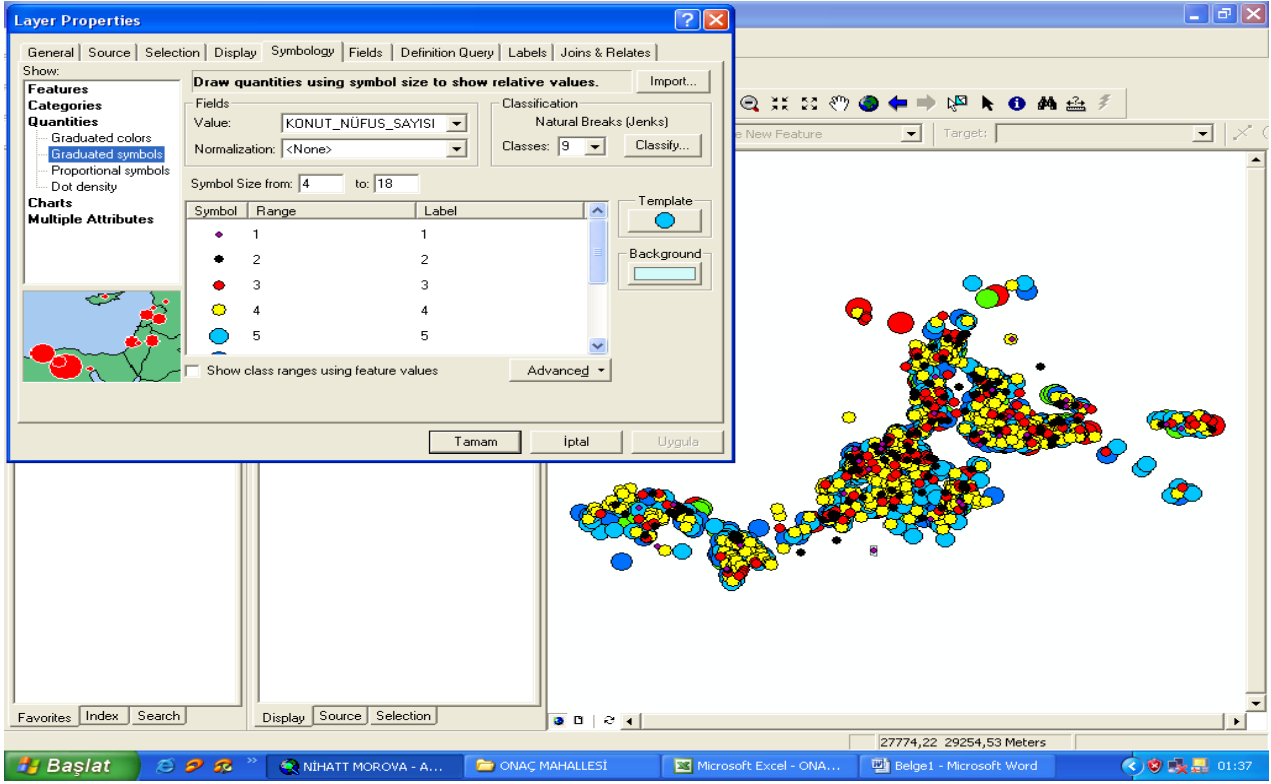 Layer Properties
General Source Selection Display Symbology Fields Definition Query Labels Joins & Relates
Show:
Features
Categories
Quantities
Graduated colors
Graduated symbols
Proportional symbols
Dot density
Charts
Multiple Attributes
Draw quantities using symbol size to show relative values.
Import...
Fields
Value: KONUT_NÜFUS_SAYISI
Normalization: <None>
Classification
Natural Breaks (Jenks)
Classes: 9 Classify...
Symbol Size from: 4 to: 18
Symbol Range Label
1 1
2 2
3 3
4 4
5 5
Template
Background
Show class ranges using feature values
Advanced
Tamam İptal Uygula
New Feature Target:
Favorites Index Search
Display Source Selection
27774,22 29254,53 Meters
Başlat
NİHATT MOROVA - A...
ONAÇ MAHALLESİ
Microsoft Excel - ONA...
Belge1 - Microsoft Word
01:37